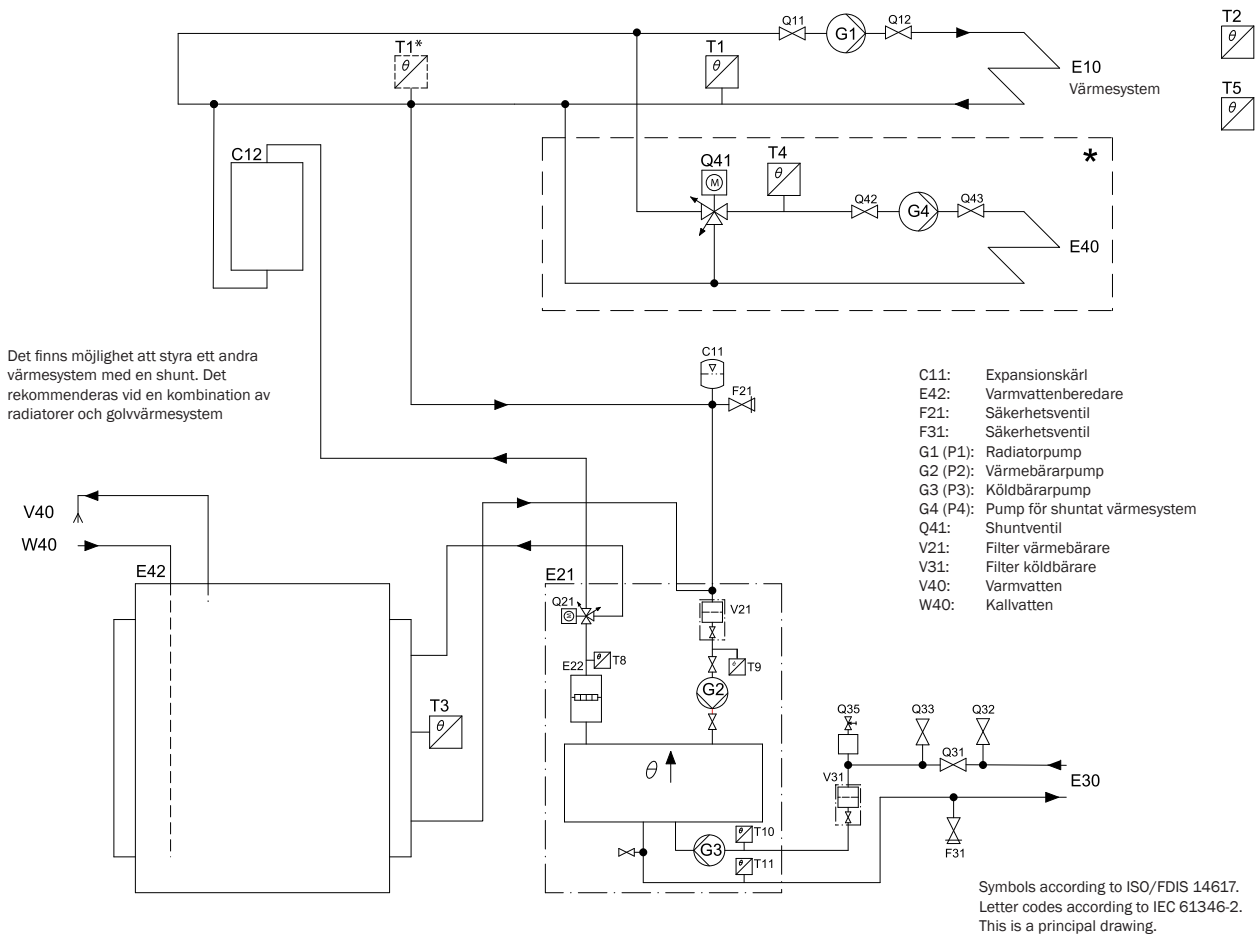 Q11
G1
Q12
T2
T1*
θ
T1
θ
θ
E10
Värmesystem
T5
θ
C12
Q41
M
T4
θ
*
Q42
G4
Q43
E40
Det finns möjlighet att styra ett andra
värmesystem med en shunt. Det
rekommenderas vid en kombination av
radiatorer och golvvärmesystem
C11
F21
C11: Expansionskärl
E42: Varmvattenberedare
F21: Säkerhetsventil
F31: Säkerhetsventil
G1 (P1): Radiatorpump
G2 (P2): Värmebärarpump
G3 (P3): Köldbärarpump
G4 (P4): Pump för shuntat värmesystem
Q41: Shuntventil
V21: Filter värmebärare
V31: Filter köldbärare
V40: Varmvatten
W40: Kallvatten
V40
W40
E42
E21
Q21
V21
E22
θ
T8
T9
G2
T3
θ
θ
Q35
Q33
Q32
Q31
V31
E30
G3
θ
T10
θ
T11
F31
Symbols according to ISO/FDIS 14617.
Letter codes according to IEC 61346-2.
This is a principal drawing.